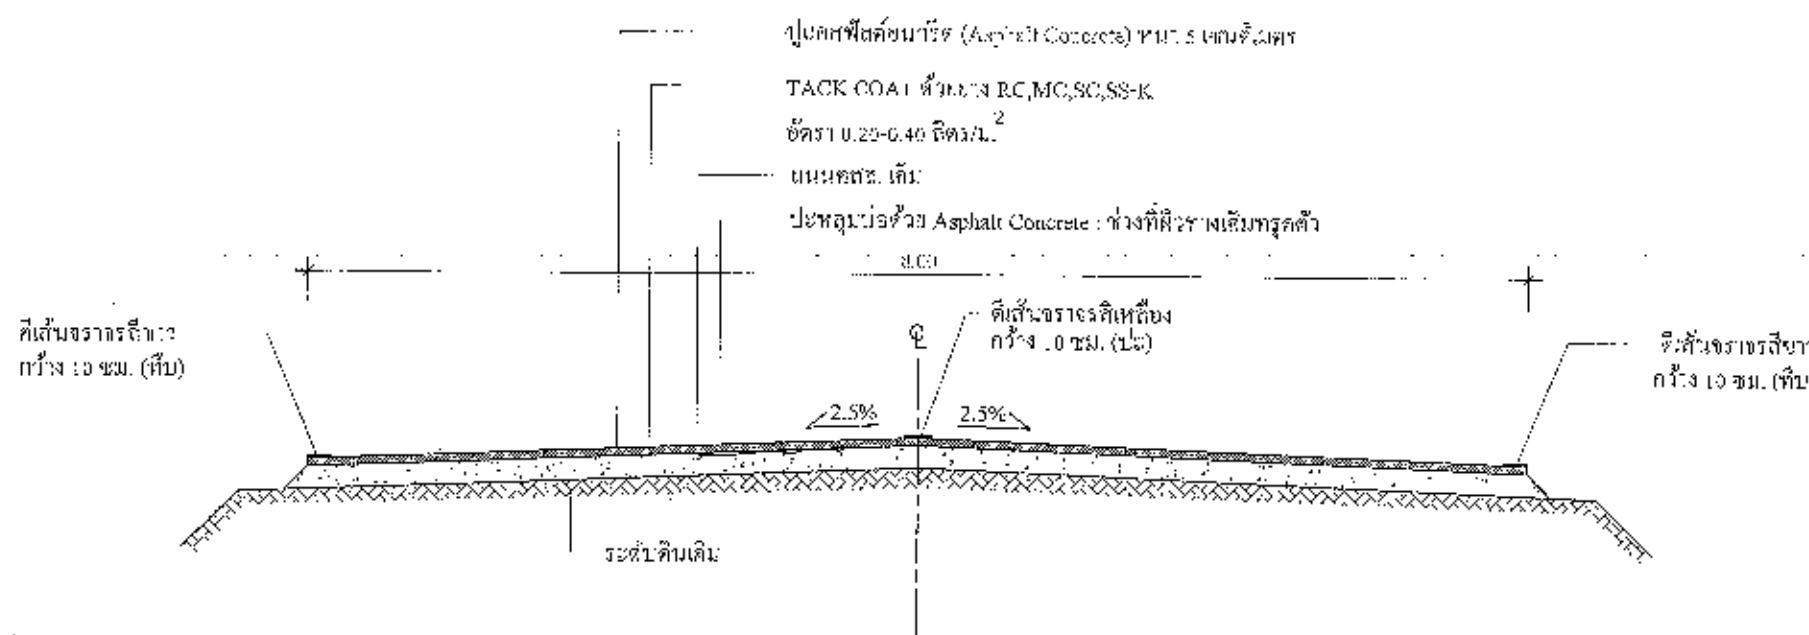 ปูแอสฟัลต์คอนกรีต (Asphalt Concrete) หนา 5 เซนติเมตร
TACK COAT ด้วยยาง RC,MC,SC,SS-K
อัตรา 0.20-0.40 ลิตร/ม.²
ถนนคสล. เดิม
ปะหลุมบ่อด้วย Asphalt Concrete : ช่วงที่ผิวทางเดิมทรุดตัว
8.00
ตีเส้นจราจรสีขาว
กว้าง 10 ซม. (ทึบ)
ตีเส้นจราจรสีเหลือง
กว้าง 10 ซม. (ปะ)
ตีเส้นจราจรสีขาว
กว้าง 10 ซม. (ทึบ
℄
2.5%
2.5%
ระดับดินเดิม